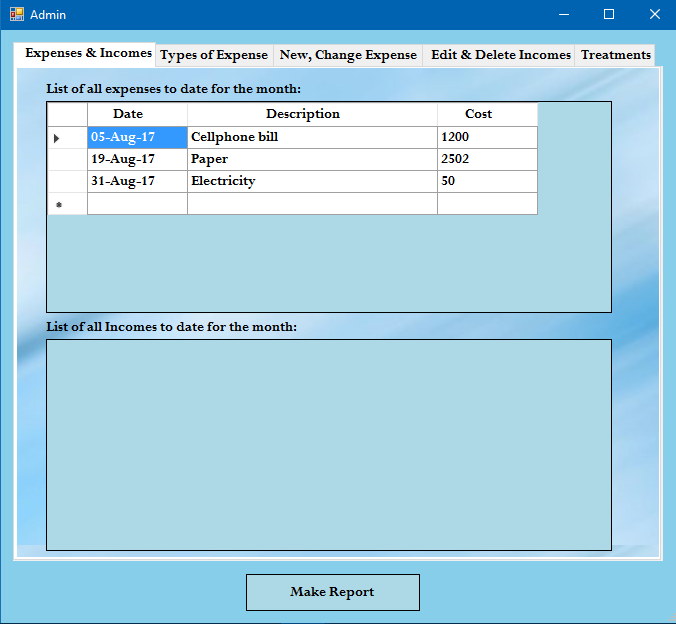 Admin
Expenses & Incomes Types of Expense New, Change Expense Edit & Delete Incomes Treatments
List of all expenses to date for the month:
Date Description Cost
05-Aug-17 Cellphone bill 1200
19-Aug-17 Paper 2502
31-Aug-17 Electricity 50
List of all Incomes to date for the month:
Make Report